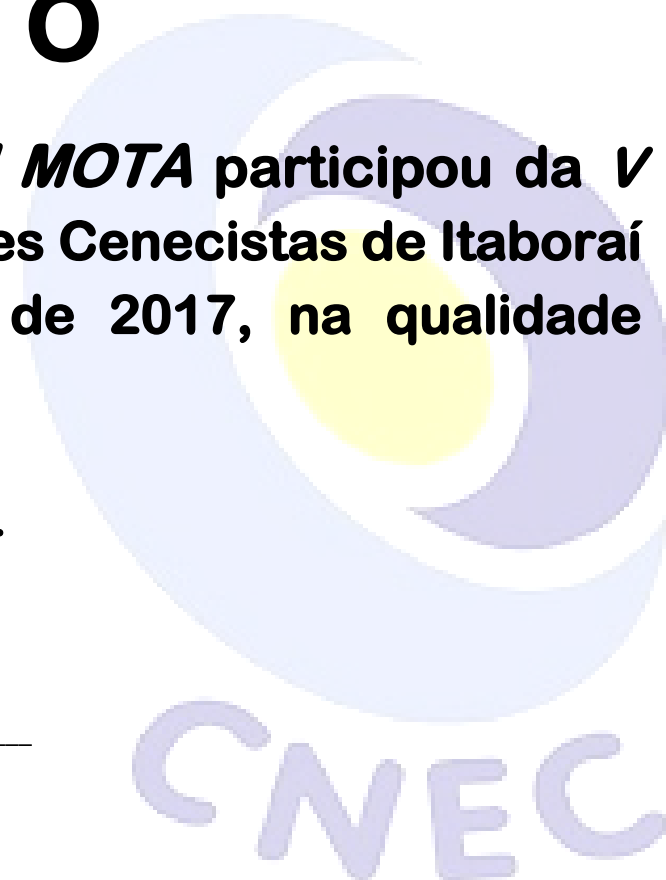 O
MOTA participou da V
es Cenecistas de Itaboraí
de 2017, na qualidade
.
CNEC